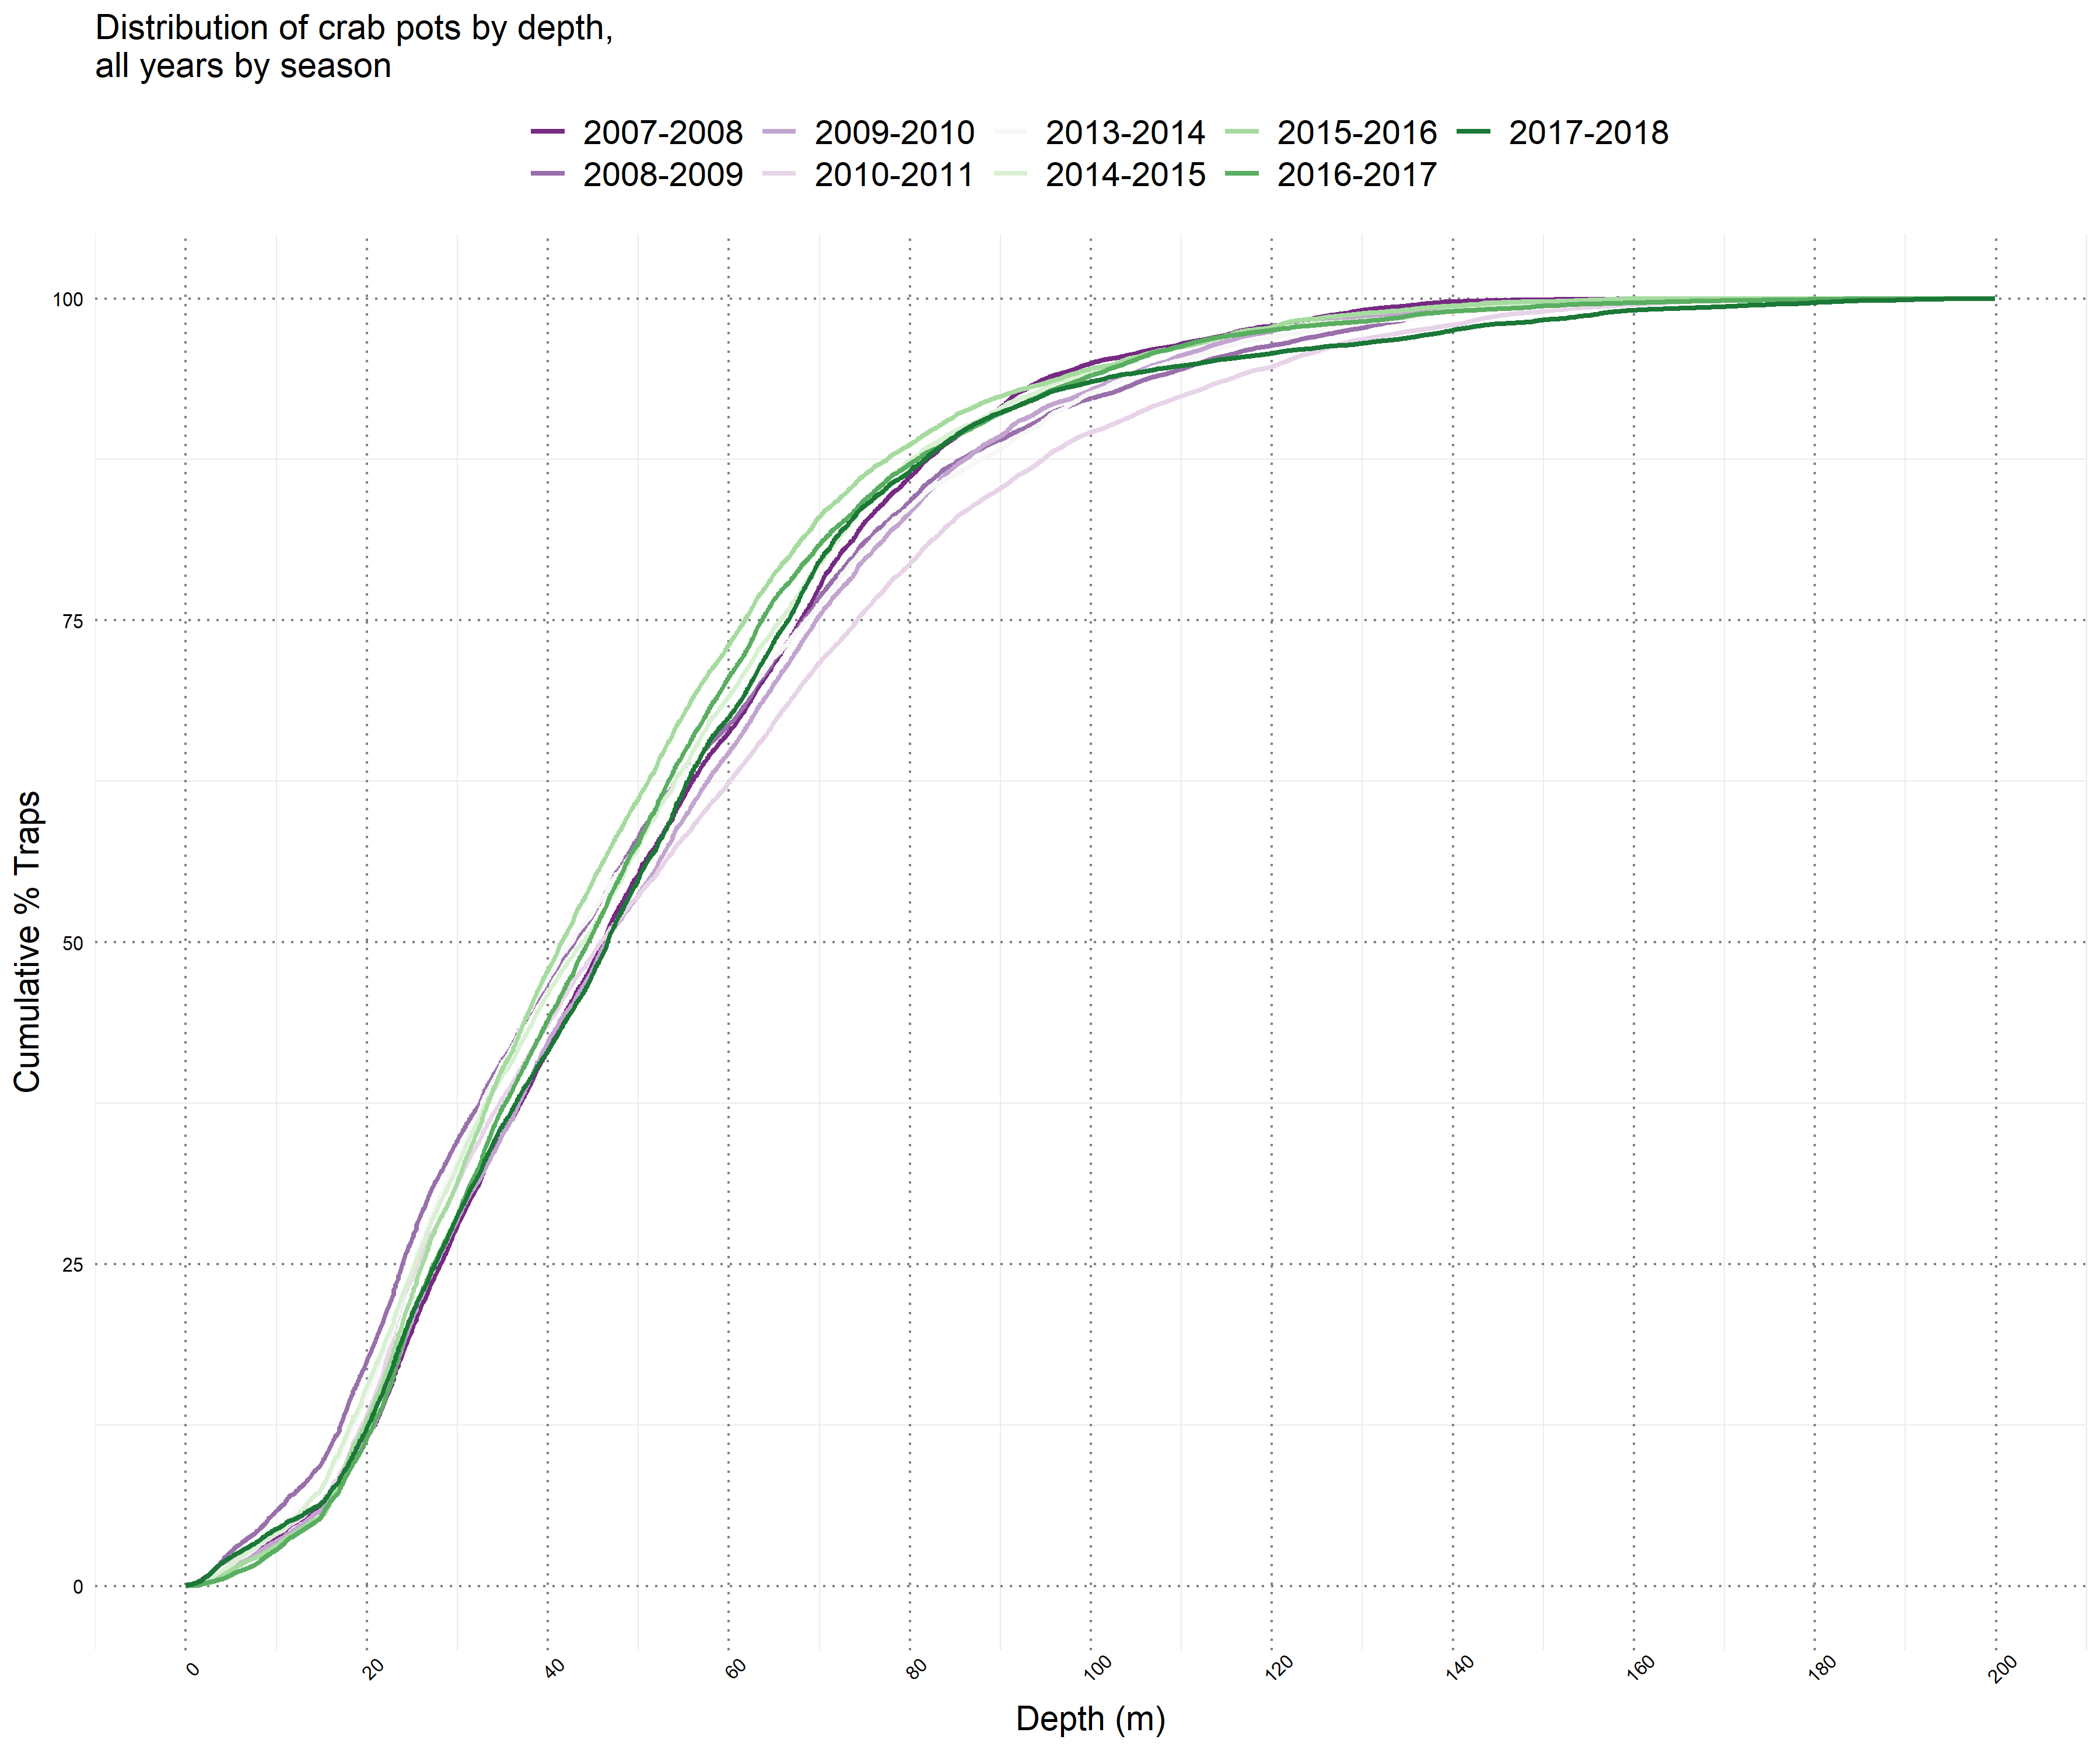 Distribution of crab pots by depth,
all years by season
2007-2008 2009-2010 2013-2014 2015-2016 2017-2018
2008-2009 2010-2011 2014-2015 2016-2017
100
75
50
25
0
Cumulative % Traps
0 20 40 60 80 100 120 140 160 180 200
Depth (m)